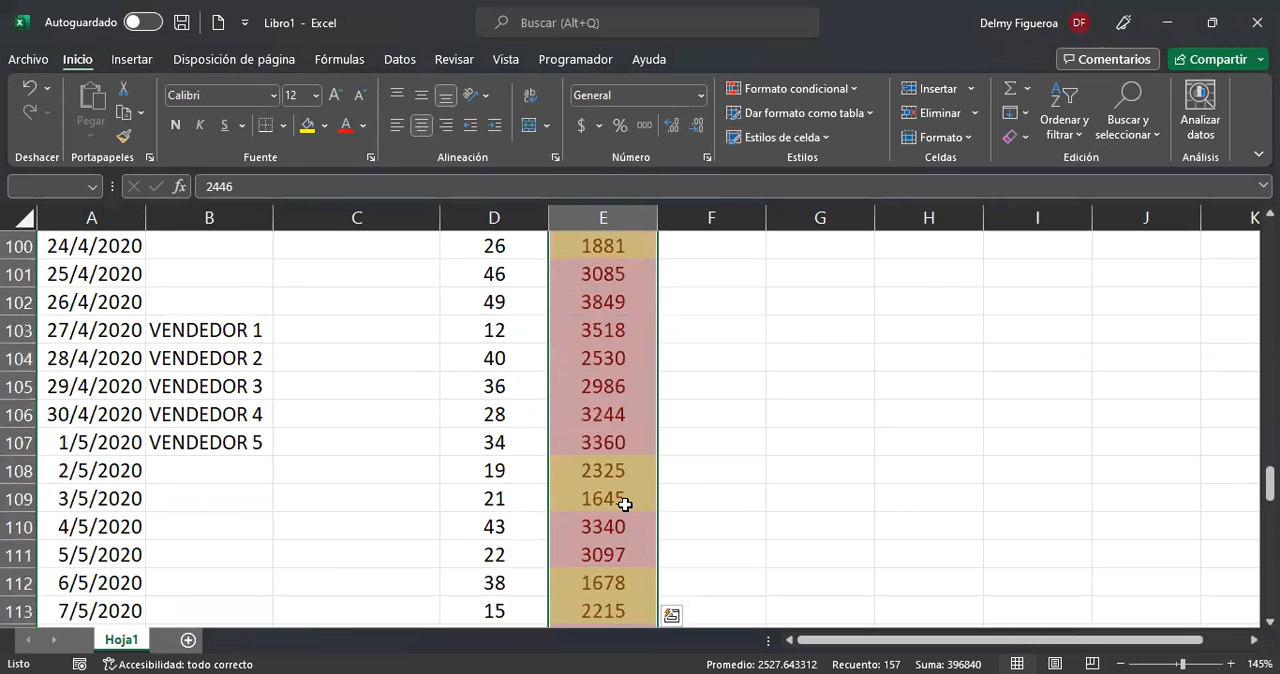 Autoguardado Libro1 - Excel Buscar (Alt+Q) Delmy Figueroa DF
Archivo Inicio Insertar Disposición de página Fórmulas Datos Revisar Vista Programador Ayuda Comentarios Compartir
Pegar Calibri 12 General Formato condicional Insertar
N K S $ % 000 Dar formato como tabla Eliminar Ordenar y filtrar Buscar y seleccionar Analizar datos
Estilos de celda Formato
Deshacer Portapapeles Fuente Alineación Número Estilos Celdas Edición Análisis
fx 2446
A B C D E F G H I J K
100 24/4/2020 26 1881
101 25/4/2020 46 3085
102 26/4/2020 49 3849
103 27/4/2020 VENDEDOR 1 12 3518
104 28/4/2020 VENDEDOR 2 40 2530
105 29/4/2020 VENDEDOR 3 36 2986
106 30/4/2020 VENDEDOR 4 28 3244
107 1/5/2020 VENDEDOR 5 34 3360
108 2/5/2020 19 2325
109 3/5/2020 21 1645
110 4/5/2020 43 3340
111 5/5/2020 22 3097
112 6/5/2020 38 1678
113 7/5/2020 15 2215
Hoja1
Listo Accesibilidad: todo correcto Promedio: 2527.643312 Recuento: 157 Suma: 396840 145%